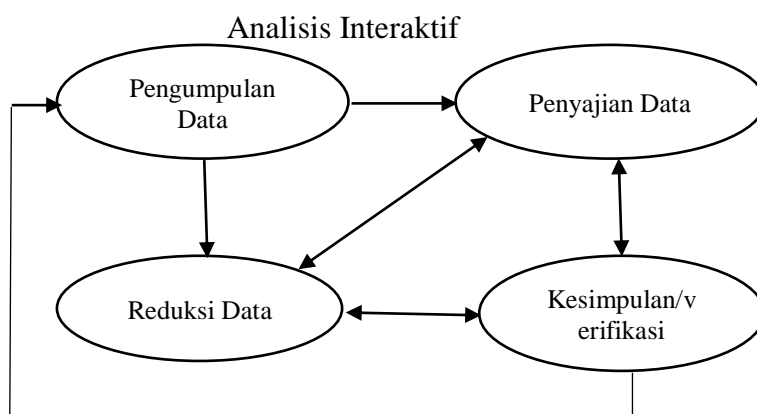 Analisis Interaktif
Pengumpulan
Data
Penyajian Data
Reduksi Data
Kesimpulan/v
erifikasi